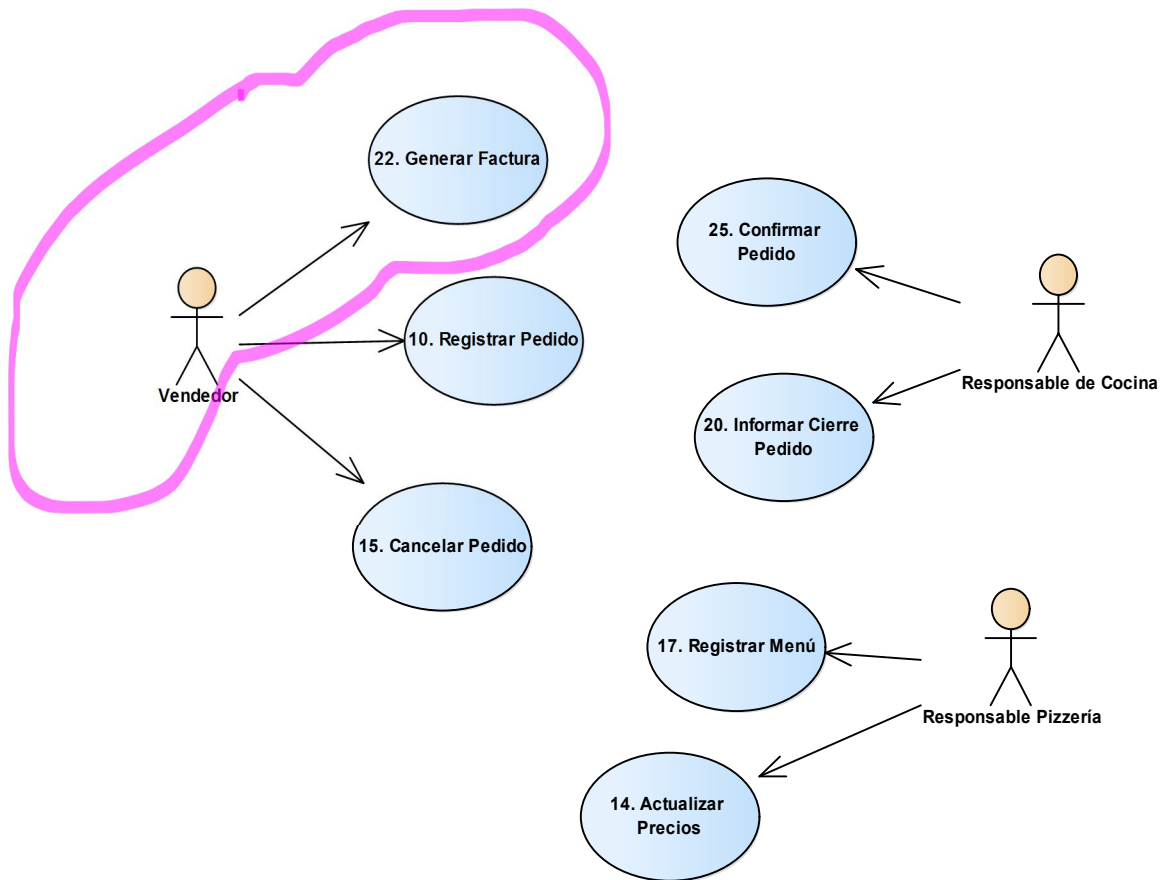 22. Generar Factura
25. Confirmar
Pedido
10. Registrar Pedido
Vendedor
Responsable de Cocina
20. Informar Cierre
Pedido
15. Cancelar Pedido
17. Registrar Menú
Responsable Pizzería
14. Actualizar
Precios